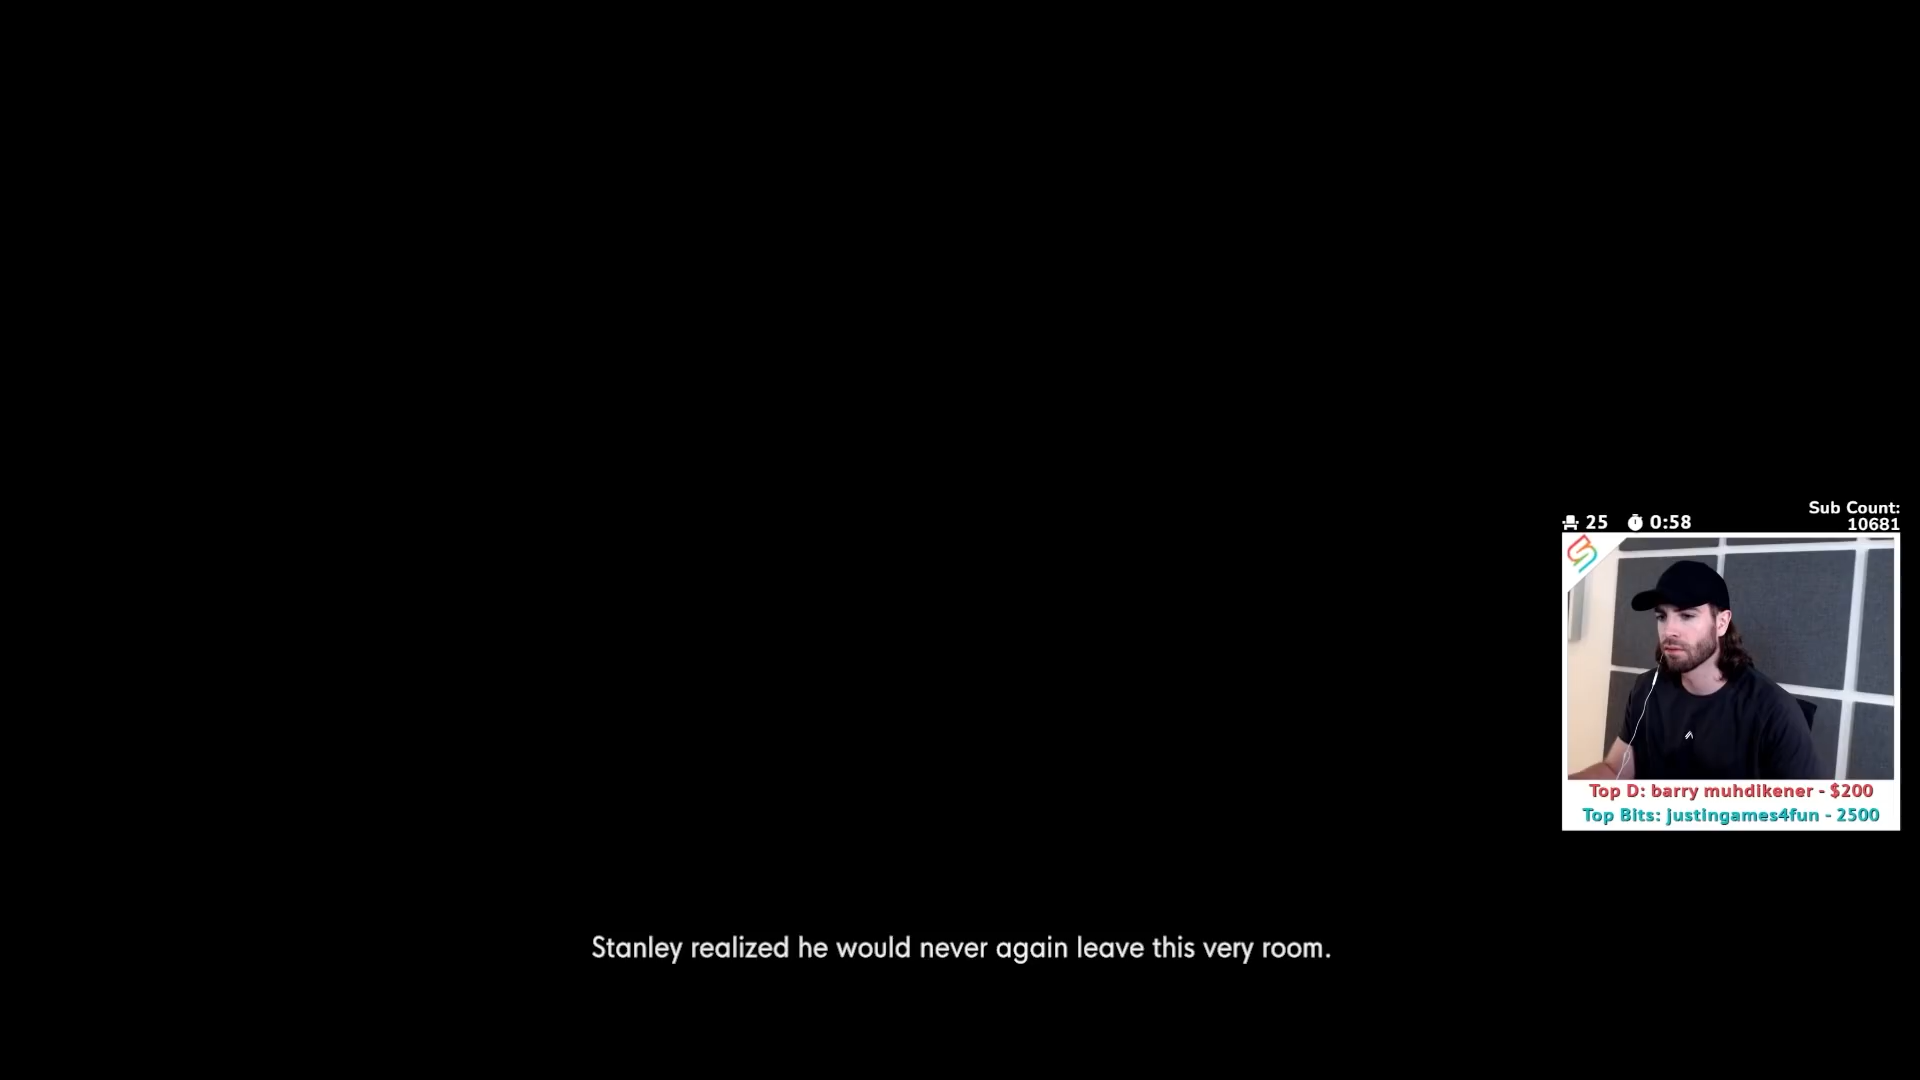 Sub Count:
25 0:58 10681
Top D: barry muhdikener - $200
Top Bits: justingames4fun - 2500
Stanley realized he would never again leave this very room.